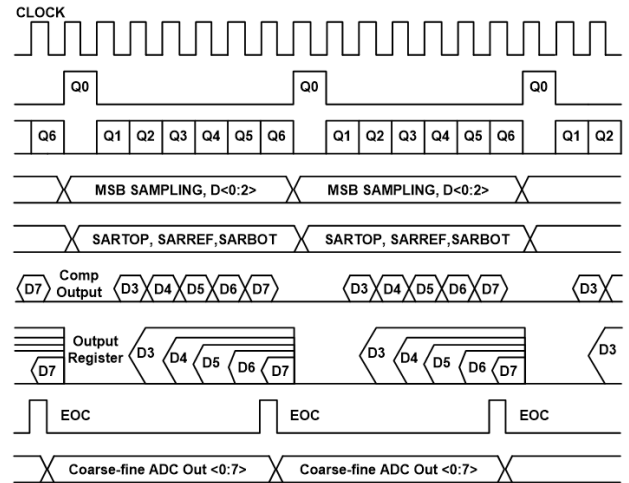 CLOCK
Q0 Q0 Q0
Q6 Q1 Q2 Q3 Q4 Q5 Q6 Q1 Q2 Q3 Q4 Q5 Q6 Q1 Q2
MSB SAMPLING, D<0:2> MSB SAMPLING, D<0:2>
SARTOP, SARREF,SARBOT SARTOP, SARREF,SARBOT
D7 Comp Output D3 D4 D5 D6 D7 D3 D4 D5 D6 D7 D3
D7 Output Register D3 D4 D5 D6 D7 D3 D4 D5 D6 D7 D3
EOC EOC EOC
Coarse-fine ADC Out <0:7> Coarse-fine ADC Out <0:7>